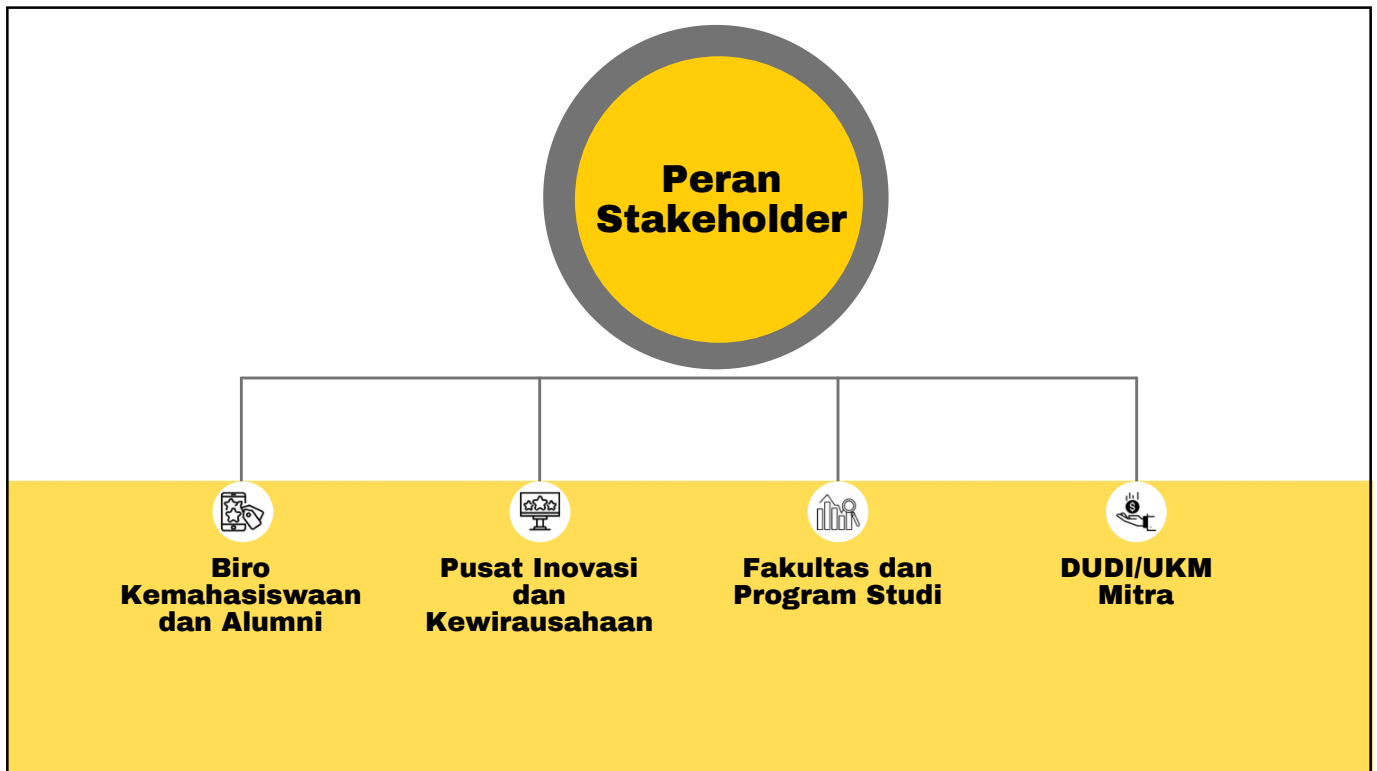 Peran
Stakeholder
Biro
Kemahasiswaan
dan Alumni
Pusat Inovasi
dan
Kewirausahaan
Fakultas dan
Program Studi
DUDI/UKM
Mitra